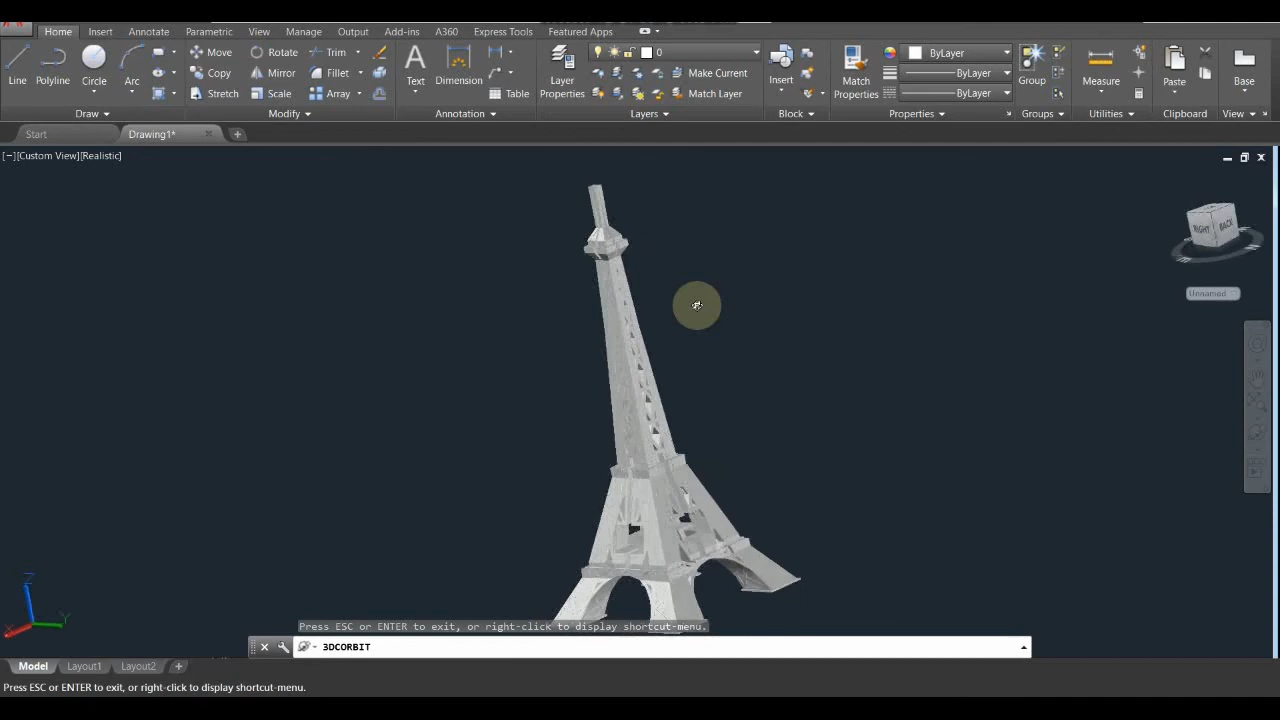 Home Insert Annotate Parametric View Manage Output Add-ins A360 Express Tools Featured Apps
Move Rotate Trim 0
Line Polyline Circle Arc Copy Mirror Fillet Text Dimension Layer Properties Make Current Insert Match Properties ByLayer Group Measure Paste Base
ByLayer
Stretch Scale Array Table Match Layer ByLayer
Draw Modify Annotation Layers Block Properties Groups Utilities Clipboard View
Start Drawing1* +
[−][Custom View][Realistic]
RIGHT BACK
Unnamed
Z
X Y
Press ESC or ENTER to exit, or right-click to display shortcut-menu.
3DCORBIT
Model Layout1 Layout2 +
Press ESC or ENTER to exit, or right-click to display shortcut-menu.